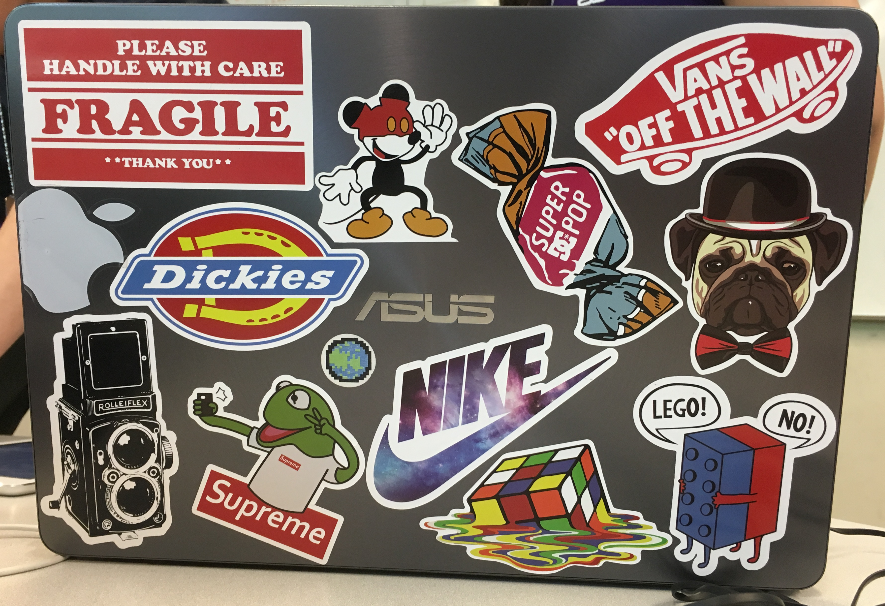 PLEASE
HANDLE WITH CARE
FRAGILE
**THANK YOU**
VANS
"OFF THE WALL"
SUPER
DC POP
Dickies
ASUS
ROLLEIFLEX
NIKE
LEGO!
NO!
Supreme
Supreme